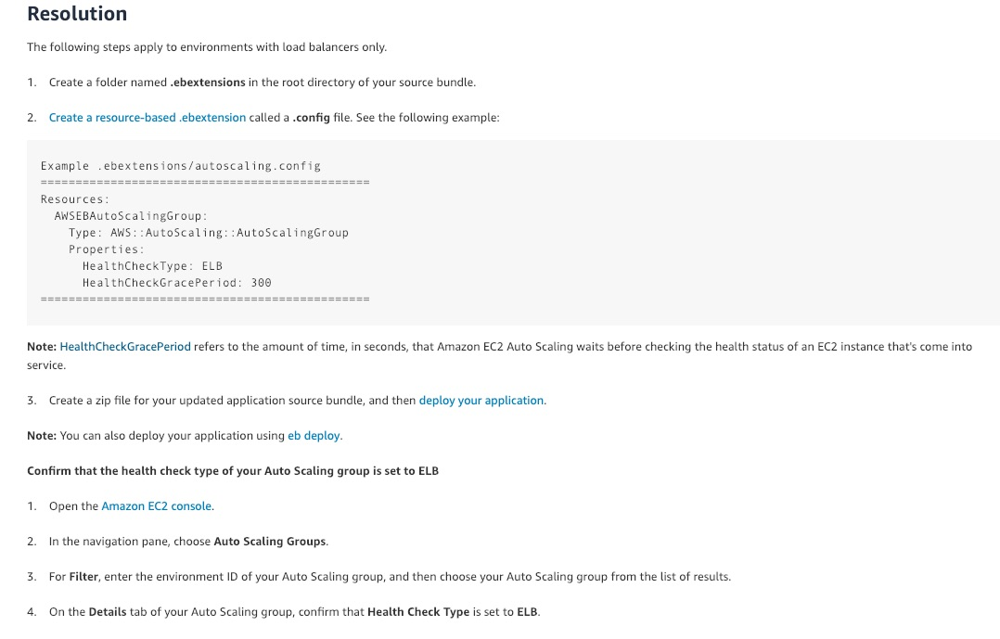 Resolution
The following steps apply to environments with load balancers only.
1. Create a folder named .ebextensions in the root directory of your source bundle.
2. Create a resource-based .ebextension called a .config file. See the following example:
Example .ebextensions/autoscaling.config
===============================================
Resources:
  AWSEBAutoScalingGroup:
    Type: AWS::AutoScaling::AutoScalingGroup
    Properties:
      HealthCheckType: ELB
      HealthCheckGracePeriod: 300
===============================================
Note: HealthCheckGracePeriod refers to the amount of time, in seconds, that Amazon EC2 Auto Scaling waits before checking the health status of an EC2 instance that's come into
service.
3. Create a zip file for your updated application source bundle, and then deploy your application.
Note: You can also deploy your application using eb deploy.
Confirm that the health check type of your Auto Scaling group is set to ELB
1. Open the Amazon EC2 console.
2. In the navigation pane, choose Auto Scaling Groups.
3. For Filter, enter the environment ID of your Auto Scaling group, and then choose your Auto Scaling group from the list of results.
4. On the Details tab of your Auto Scaling group, confirm that Health Check Type is set to ELB.